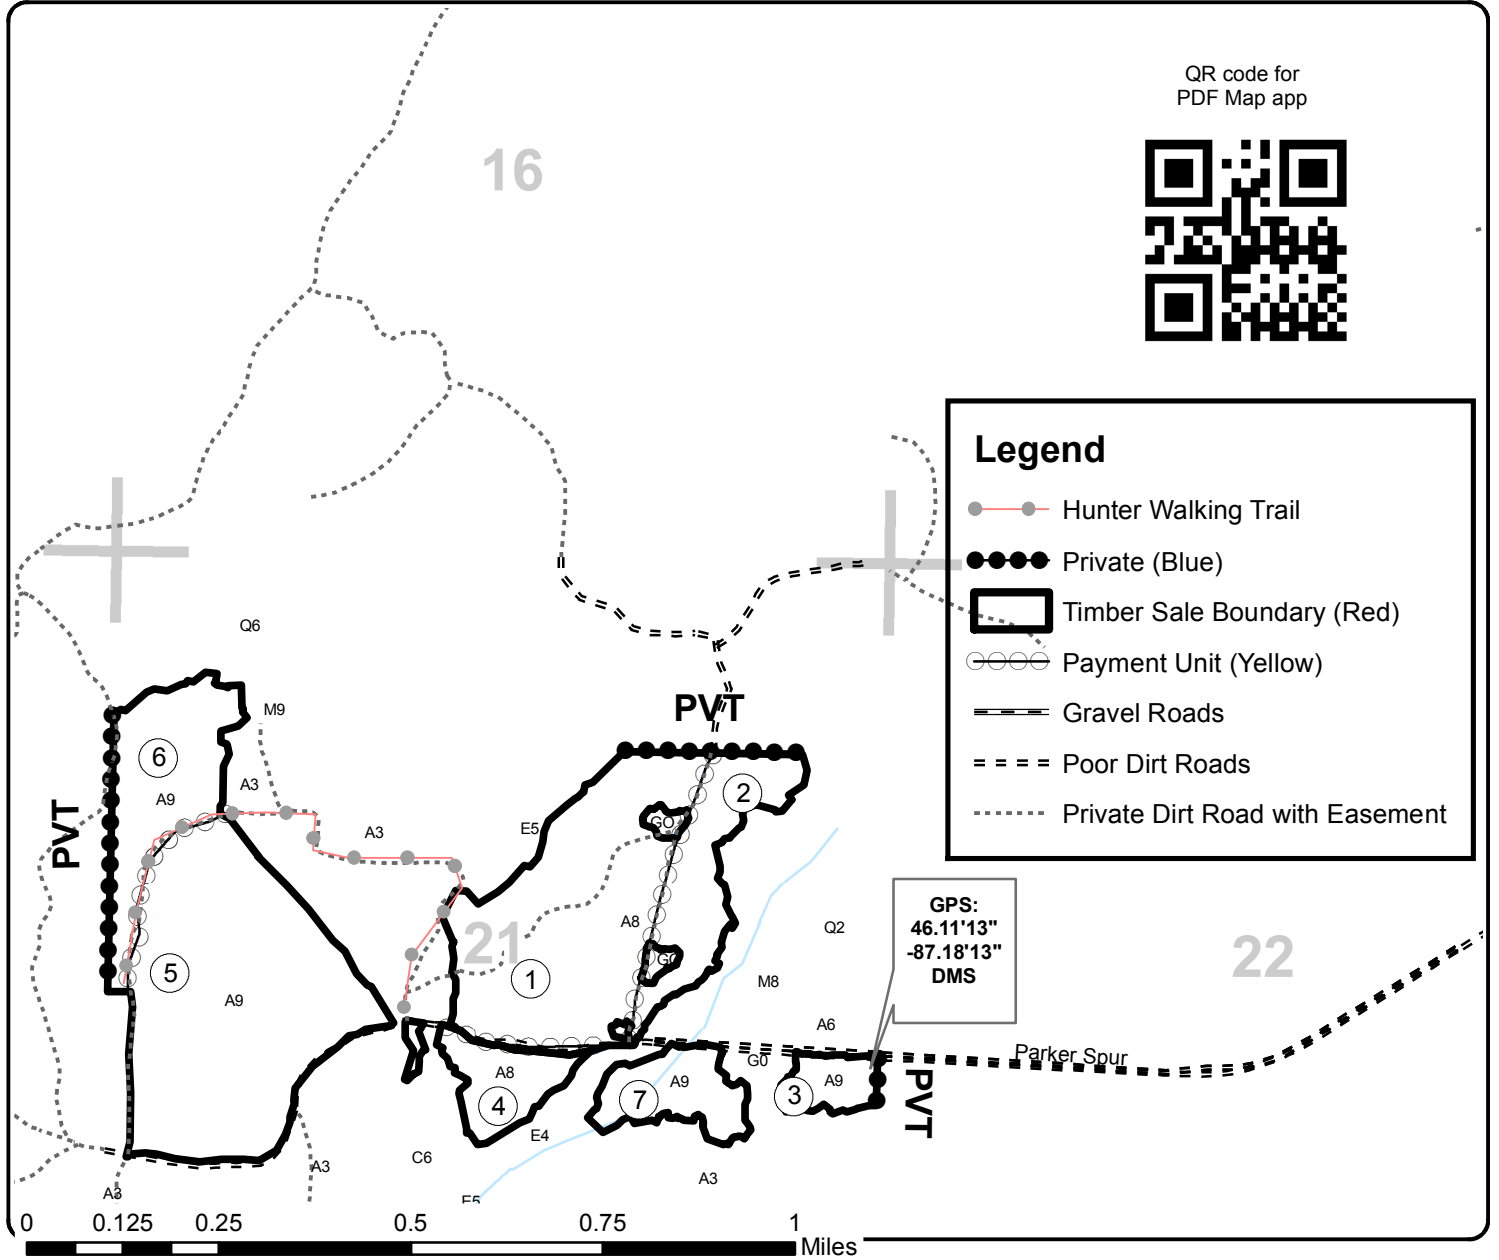 QR code for
PDF Map app
16
Legend
Hunter Walking Trail
Private (Blue)
Timber Sale Boundary (Red)
Payment Unit (Yellow)
Gravel Roads
Poor Dirt Roads
Private Dirt Road with Easement
Q6
M9
PVT
6
A9
A3
A3
PVT
E5
2
GO
PVT
A8
Q2
21
GO
22
GPS:
46.11'13"
-87.18'13"
DMS
5
A9
1
M8
A6
Parker Spur
G0
A8
4
7
A9
3
A9
PVT
E4
C6
A3
A3
A3
E5
0
0.125
0.25
0.5
0.75
1
Miles